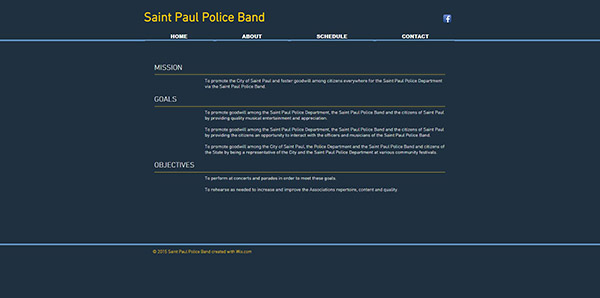 Saint Paul Police Band
f
HOME ABOUT SCHEDULE CONTACT
MISSION
To promote the City of Saint Paul and foster goodwill among citizens everywhere for the Saint Paul Police Department
via the Saint Paul Police Band.
GOALS
To promote goodwill among the Saint Paul Police Department, the Saint Paul Police Band and the citizens of Saint Paul
by providing quality musical entertainment and appreciation.
To promote goodwill among the Saint Paul Police Department, the Saint Paul Police Band and the citizens of Saint Paul
by providing the citizens an opportunity to interact with the officers and musicians of the Saint Paul Police Band.
To promote goodwill among the City of Saint Paul, the Police Department and the Saint Paul Police Band and citizens of
the State by being a representative of the City and the Saint Paul Police Department at various community festivals.
OBJECTIVES
To perform at concerts and parades in order to meet these goals.
To rehearse as needed to increase and improve the Associations repertoire, content and quality.
© 2015 Saint Paul Police Band created with Wix.com